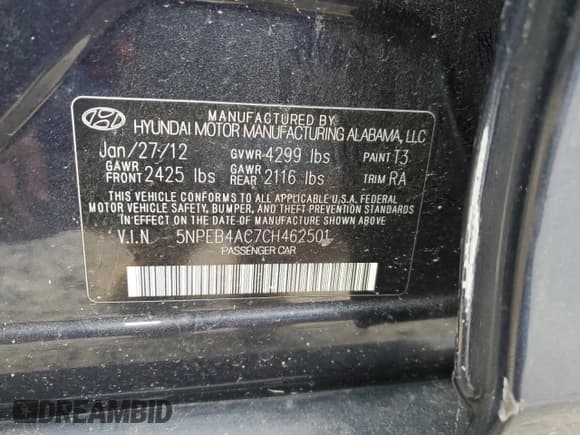 MANUFACTURED BY
HYUNDAI MOTOR MANUFACTURING ALABAMA, LLC
Jan/27/12 GVWR 4299 lbs PAINT T3
GAWR FRONT 2425 lbs GAWR REAR 2116 lbs TRIM RA
THIS VEHICLE CONFORMS TO ALL APPLICABLE U.S.A. FEDERAL
MOTOR VEHICLE SAFETY, BUMPER, AND THEFT PREVENTION STANDARDS
IN EFFECT ON THE DATE OF MANUFACTURE SHOWN ABOVE
V.I.N 5NPEB4AC7CH462501
PASSENGER CAR
DREAMBID